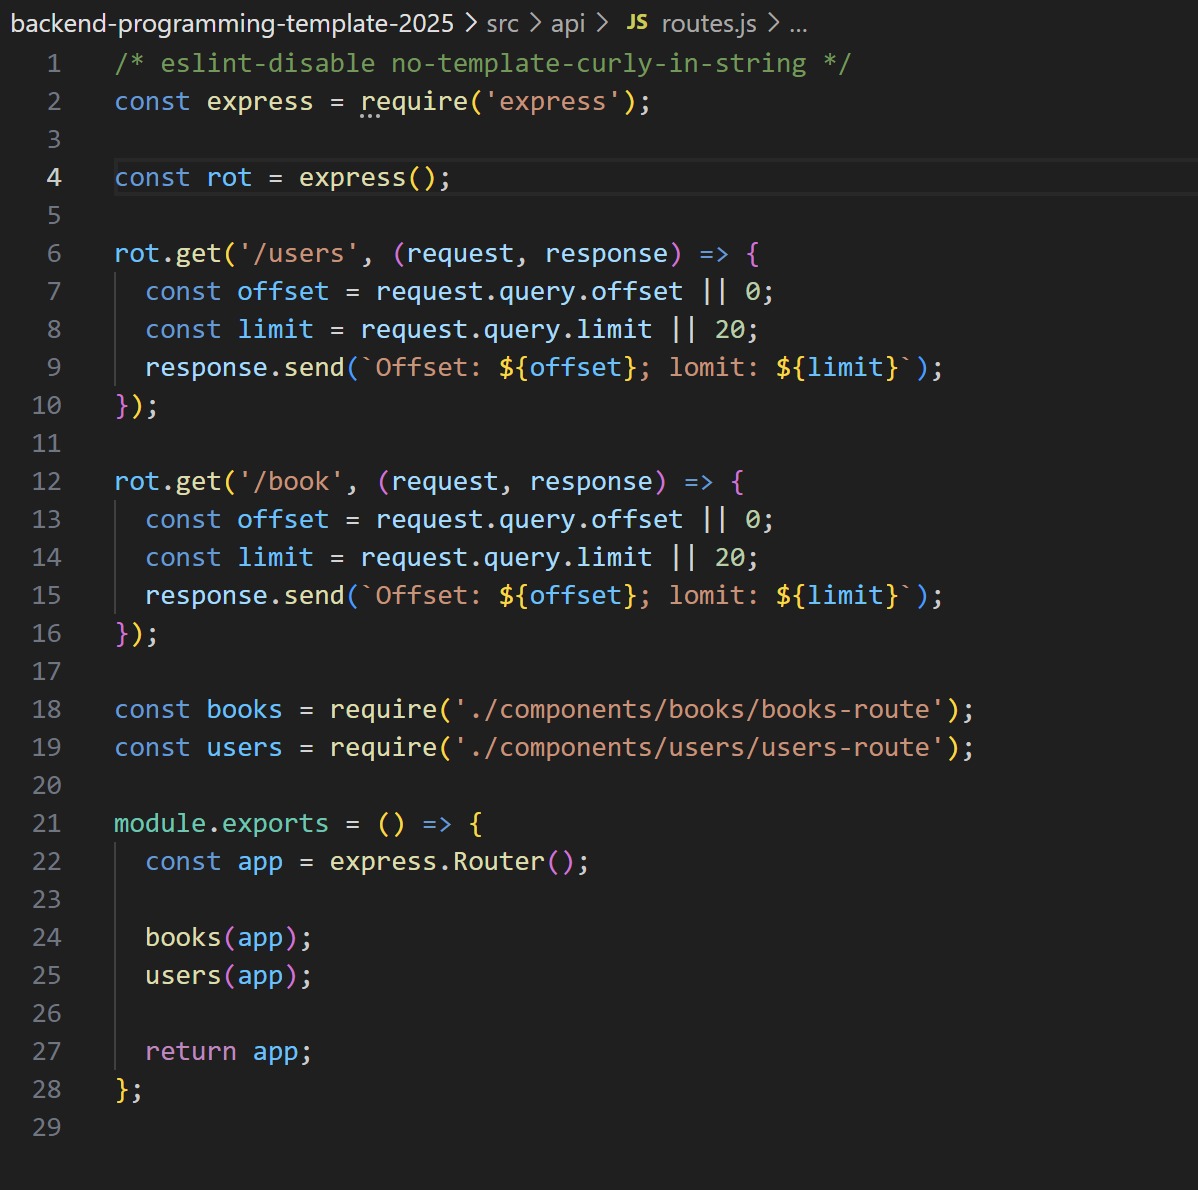 backend-programming-template-2025 > src > api > JS routes.js > ...
1 /* eslint-disable no-template-curly-in-string */
2 const express = require('express');
3
4 const rot = express();
5
6 rot.get('/users', (request, response) => {
7   const offset = request.query.offset || 0;
8   const limit = request.query.limit || 20;
9   response.send(`Offset: ${offset}; lomit: ${limit}`);
10 });
11
12 rot.get('/book', (request, response) => {
13   const offset = request.query.offset || 0;
14   const limit = request.query.limit || 20;
15   response.send(`Offset: ${offset}; lomit: ${limit}`);
16 });
17
18 const books = require('./components/books/books-route');
19 const users = require('./components/users/users-route');
20
21 module.exports = () => {
22   const app = express.Router();
23
24   books(app);
25   users(app);
26
27   return app;
28 };
29